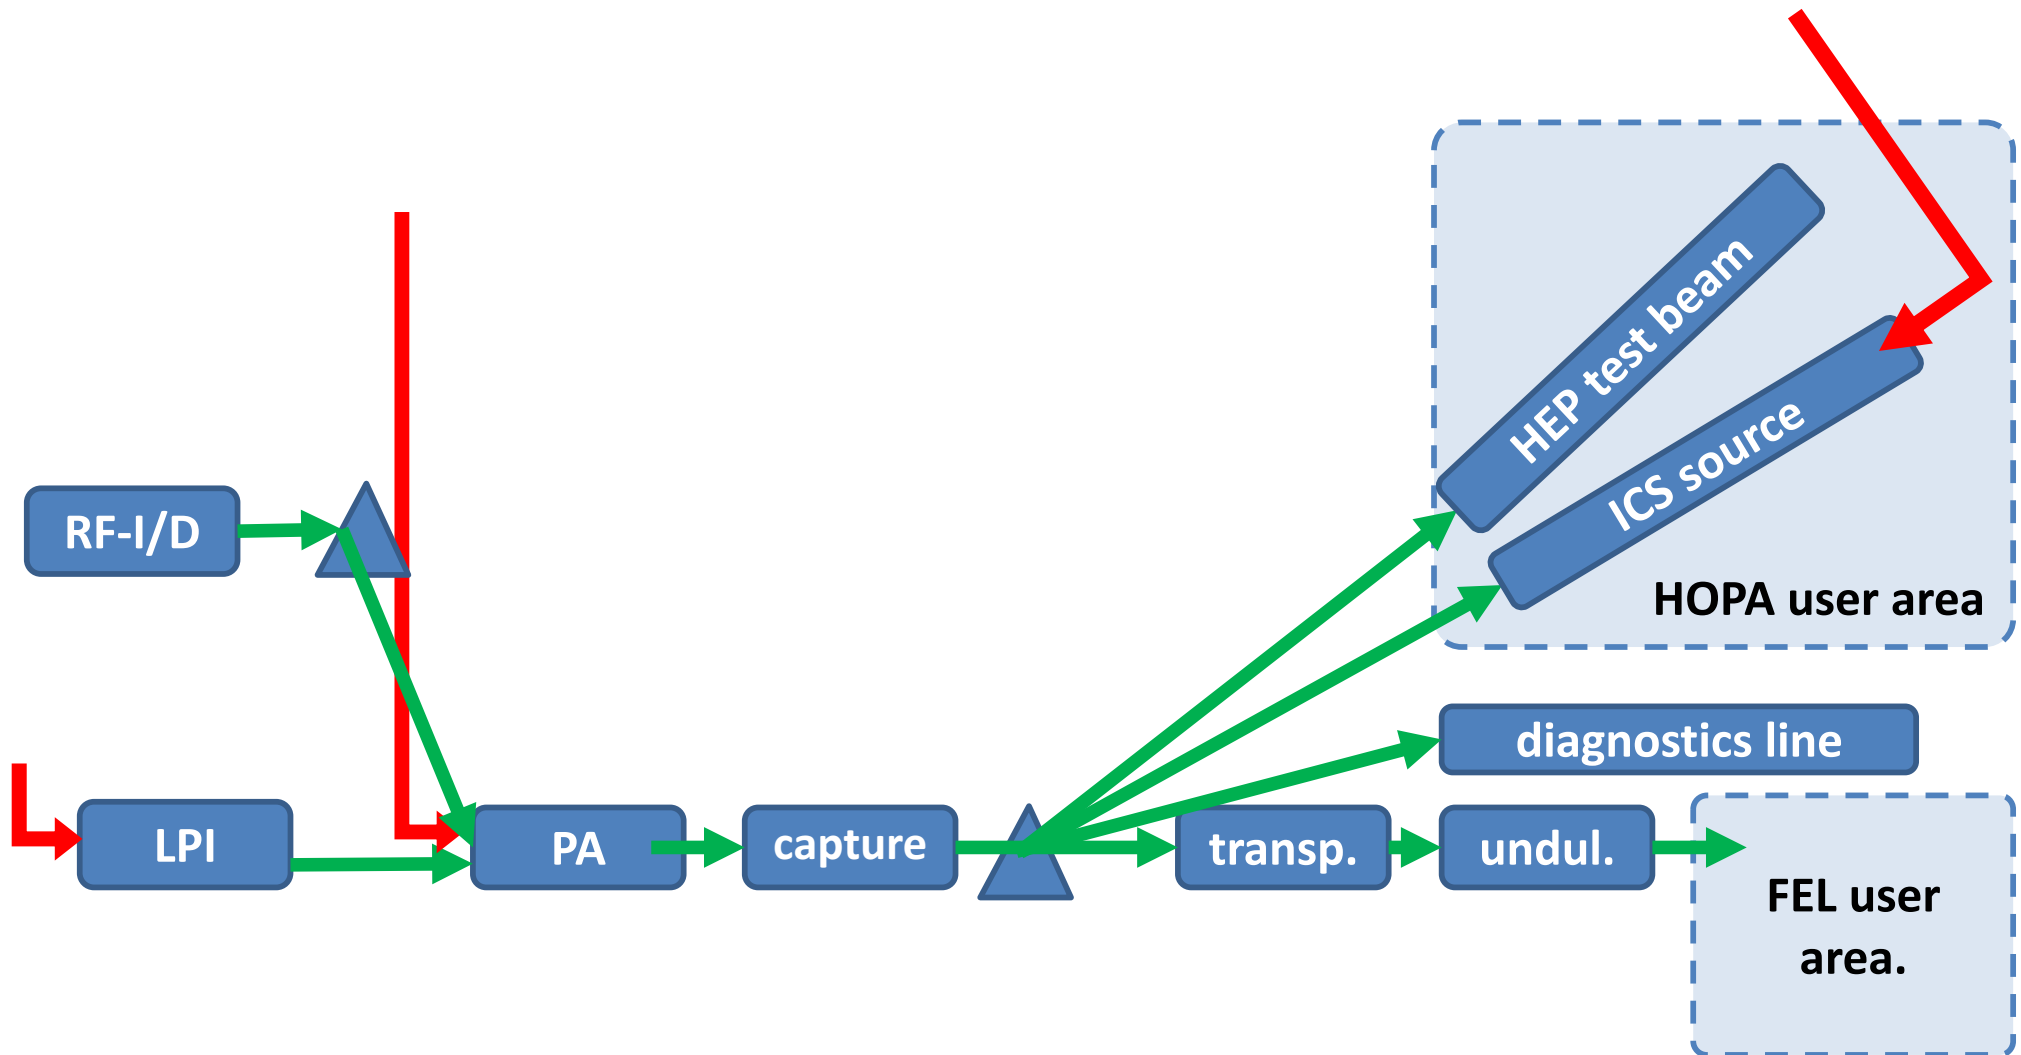 HEP test beam
ICS source
RF-I/D
HOPA user area
diagnostics line
LPI
PA
capture
transp.
undul.
FEL user
area.